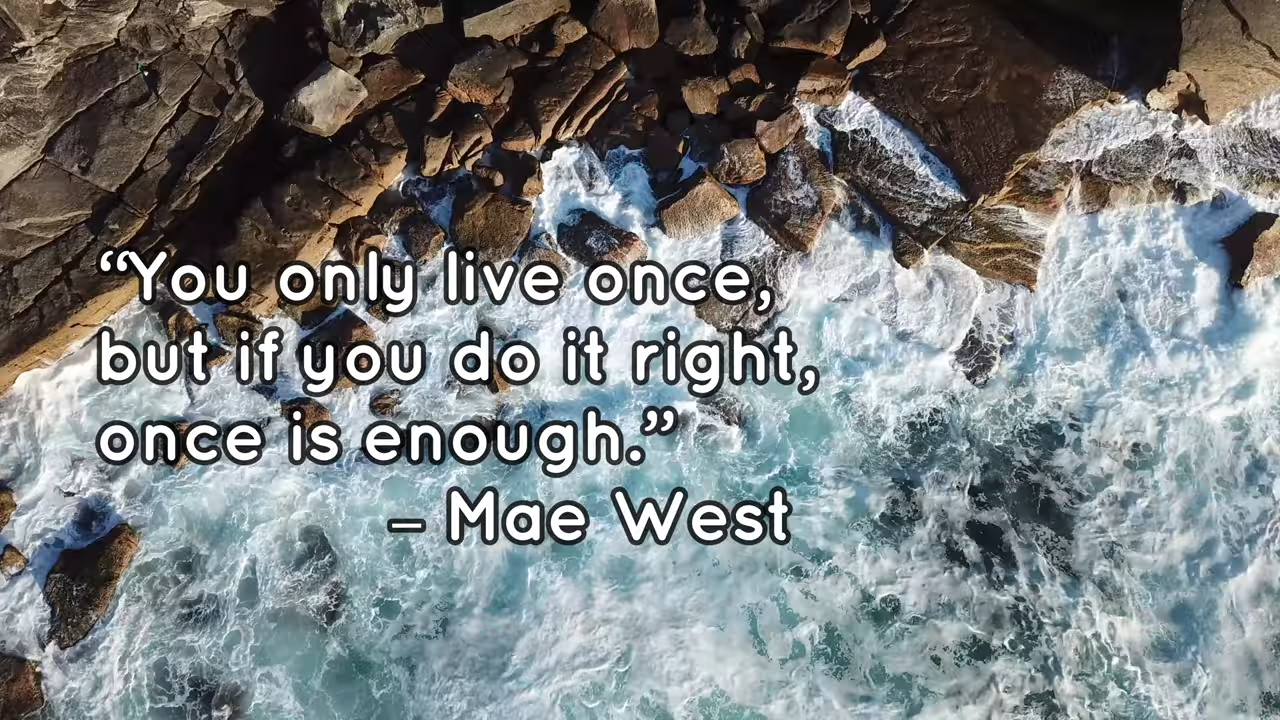 “You only live once,
but if you do it right,
once is enough.”
– Mae West